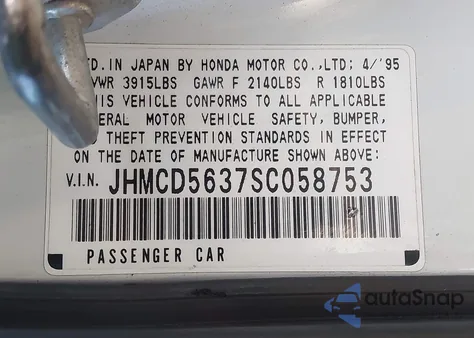 FD.IN JAPAN BY HONDA MOTOR CO.,LTD; 4/'95
VWR 3915LBS GAWR F 2140LBS R 1810LBS
HIS VEHICLE CONFORMS TO ALL APPLICABLE
ERAL MOTOR VEHICLE SAFETY, BUMPER,
D THEFT PREVENTION STANDARDS IN EFFECT
ON THE DATE OF MANUFACTURE SHOWN ABOVE:
V.I.N. JHMCD5637SC058753
PASSENGER CAR
autoSnap